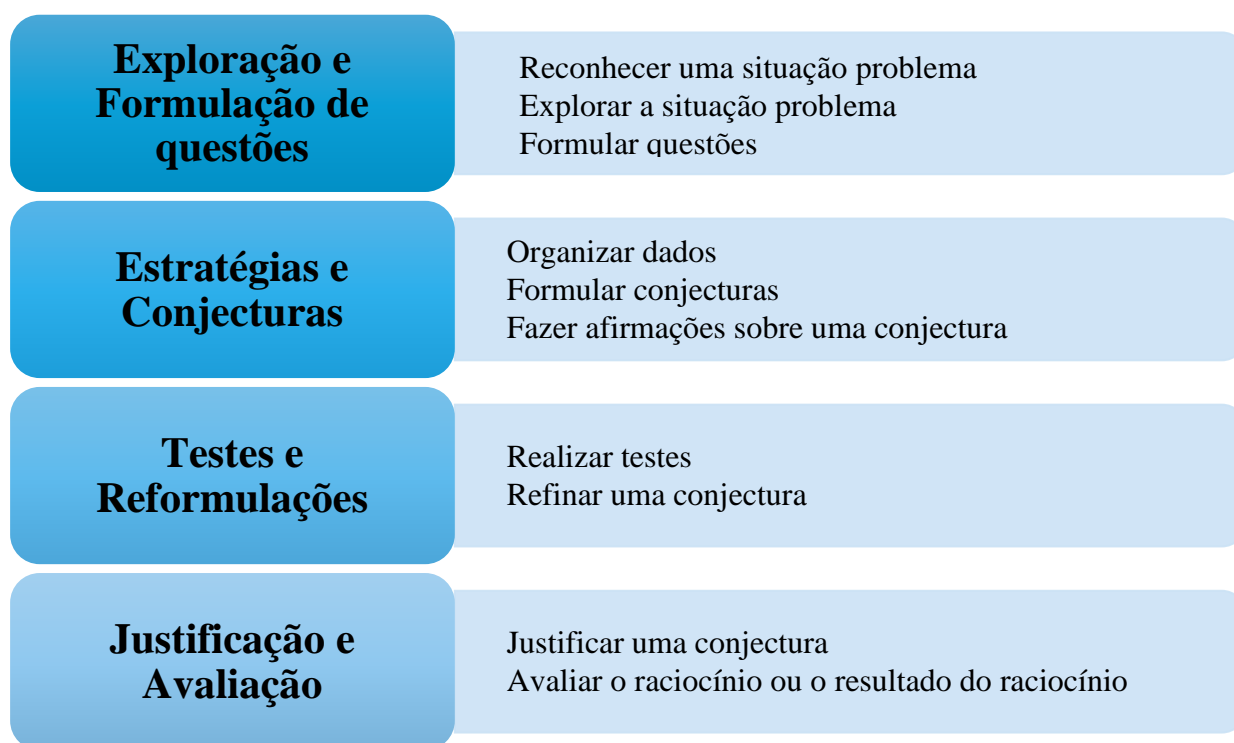 Exploração e
Formulação de
questões
Reconhecer uma situação problema
Explorar a situação problema
Formular questões
Estratégias e
Conjecturas
Organizar dados
Formular conjecturas
Fazer afirmações sobre uma conjectura
Testes e
Reformulações
Realizar testes
Refinar uma conjectura
Justificação e
Avaliação
Justificar uma conjectura
Avaliar o raciocínio ou o resultado do raciocínio